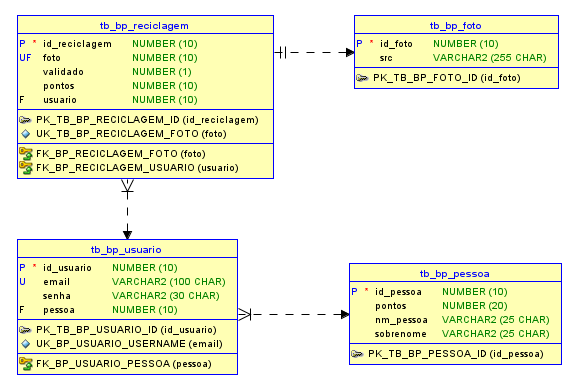 tb_bp_reciclagem
P * id_reciclagem NUMBER (10)
UF foto NUMBER (10)
validado NUMBER (1)
pontos NUMBER (10)
F usuario NUMBER (10)
PK_TB_BP_RECICLAGEM_ID (id_reciclagem)
UK_TB_BP_RECICLAGEM_FOTO (foto)
FK_BP_RECICLAGEM_FOTO (foto)
FK_BP_RECICLAGEM_USUARIO (usuario)
tb_bp_foto
P * id_foto NUMBER (10)
src VARCHAR2 (255 CHAR)
PK_TB_BP_FOTO_ID (id_foto)
tb_bp_usuario
P * id_usuario NUMBER (10)
U email VARCHAR2 (100 CHAR)
senha VARCHAR2 (30 CHAR)
F pessoa NUMBER (10)
PK_TB_BP_USUARIO_ID (id_usuario)
UK_BP_USUARIO_USERNAME (email)
FK_BP_USUARIO_PESSOA (pessoa)
tb_bp_pessoa
P * id_pessoa NUMBER (10)
pontos NUMBER (20)
nm_pessoa VARCHAR2 (25 CHAR)
sobrenome VARCHAR2 (25 CHAR)
PK_TB_BP_PESSOA_ID (id_pessoa)